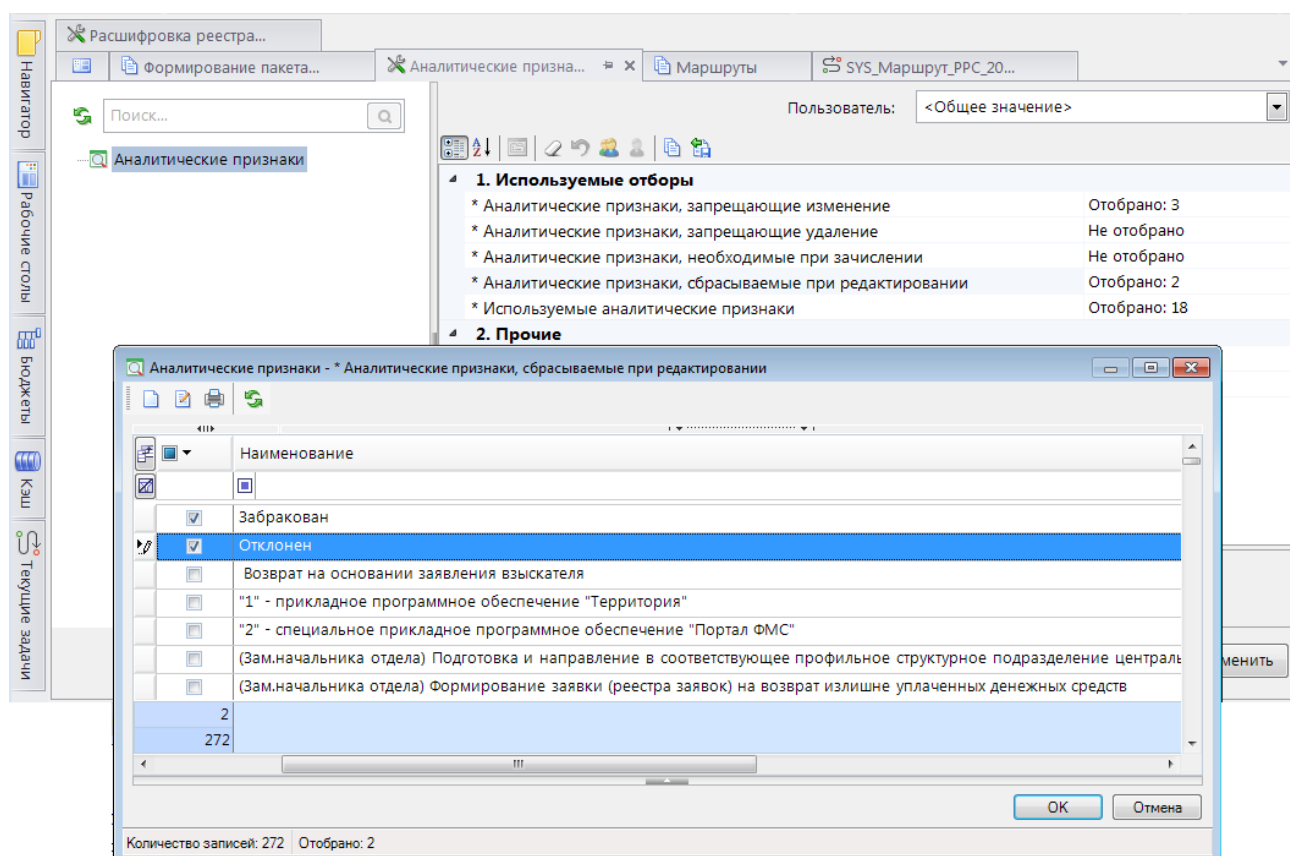 Расшифровка реестра...
Формирование пакета...
Аналитические призна...
Маршруты
SYS_Маршрут_PPC_20...
Навигатор
Рабочие столы
Бюджеты
Кэш
Текущие задачи
Поиск...
Аналитические признаки
Пользователь:
<Общее значение>
1. Используемые отборы
* Аналитические признаки, запрещающие изменение Отобрано: 3
* Аналитические признаки, запрещающие удаление Не отобрано
* Аналитические признаки, необходимые при зачислении Не отобрано
* Аналитические признаки, сбрасываемые при редактировании Отобрано: 2
* Используемые аналитические признаки Отобрано: 18
2. Прочие
Аналитические признаки - * Аналитические признаки, сбрасываемые при редактировании
Наименование
Забракован
Отклонен
Возврат на основании заявления взыскателя
"1" - прикладное программное обеспечение "Территория"
"2" - специальное прикладное программное обеспечение "Портал ФМС"
(Зам.начальника отдела) Подготовка и направление в соответствующее профильное структурное подразделение централь
(Зам.начальника отдела) Формирование заявки (реестра заявок) на возврат излишне уплаченных денежных средств
2
272
менить
OK
Отмена
Количество записей: 272 Отобрано: 2